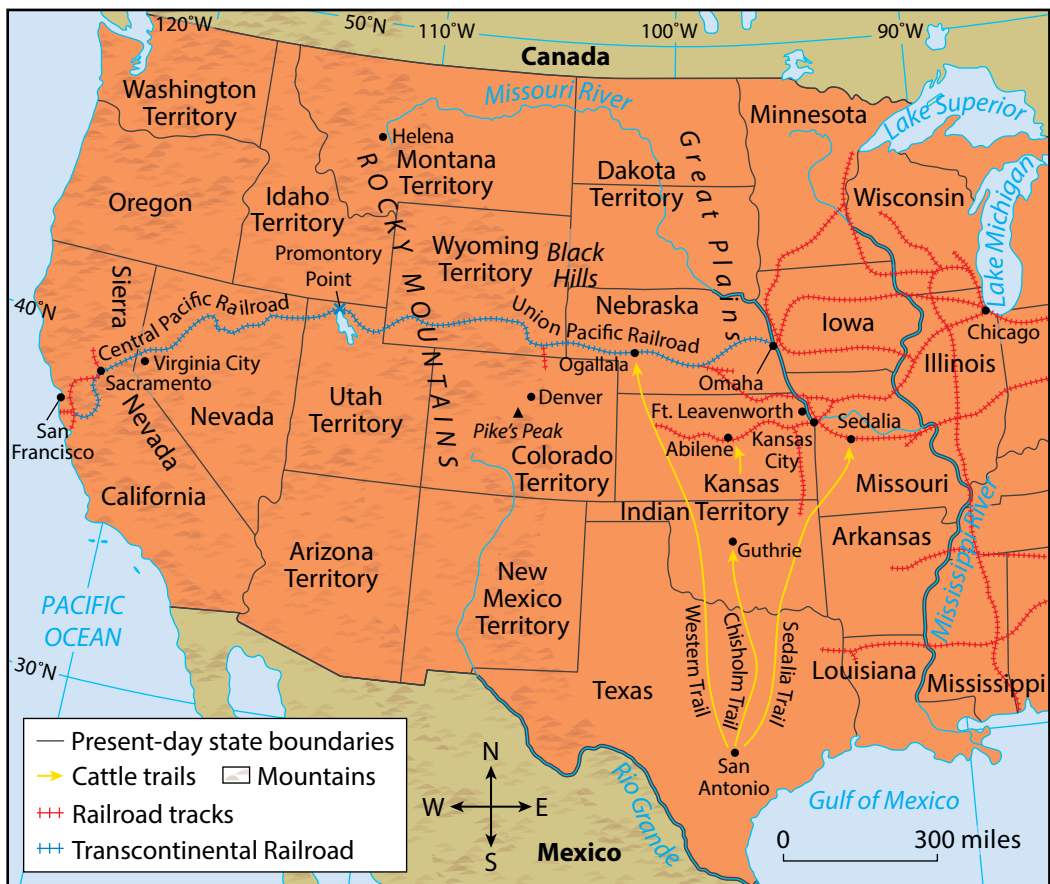 120˚W
50˚N
110˚W
100˚W
90˚W
Canada
Washington
Territory
Missouri River
Minnesota
Lake Superior
Helena
Montana
Territory
Great Plains
Dakota
Territory
Wisconsin
Lake Michigan
Oregon
Idaho
Territory
ROCKY MOUNTAINS
Promontory
Point
Wyoming
Territory
Black
Hills
Sierra
Nevada
40˚N
Central Pacific Railroad
Union Pacific Railroad
Nebraska
Iowa
Chicago
Illinois
Virginia City
Sacramento
Ogallala
Omaha
San
Francisco
Nevada
Utah
Territory
Denver
Pike's Peak
Colorado
Territory
Ft. Leavenworth
Sedalia
Abilene
Kansas
City
Kansas
Missouri
California
Indian Territory
Guthrie
Arkansas
Mississippi River
Arizona
Territory
New
Mexico
Territory
PACIFIC
OCEAN
30˚N
Western Trail
Chisholm Trail
Sedalia Trail
Texas
Louisiana
Mississippi
San
Antonio
Rio Grande
Gulf of Mexico
Mexico
Present-day state boundaries
Cattle trails
Mountains
Railroad tracks
Transcontinental Railroad
N
W
E
S
0
300 miles